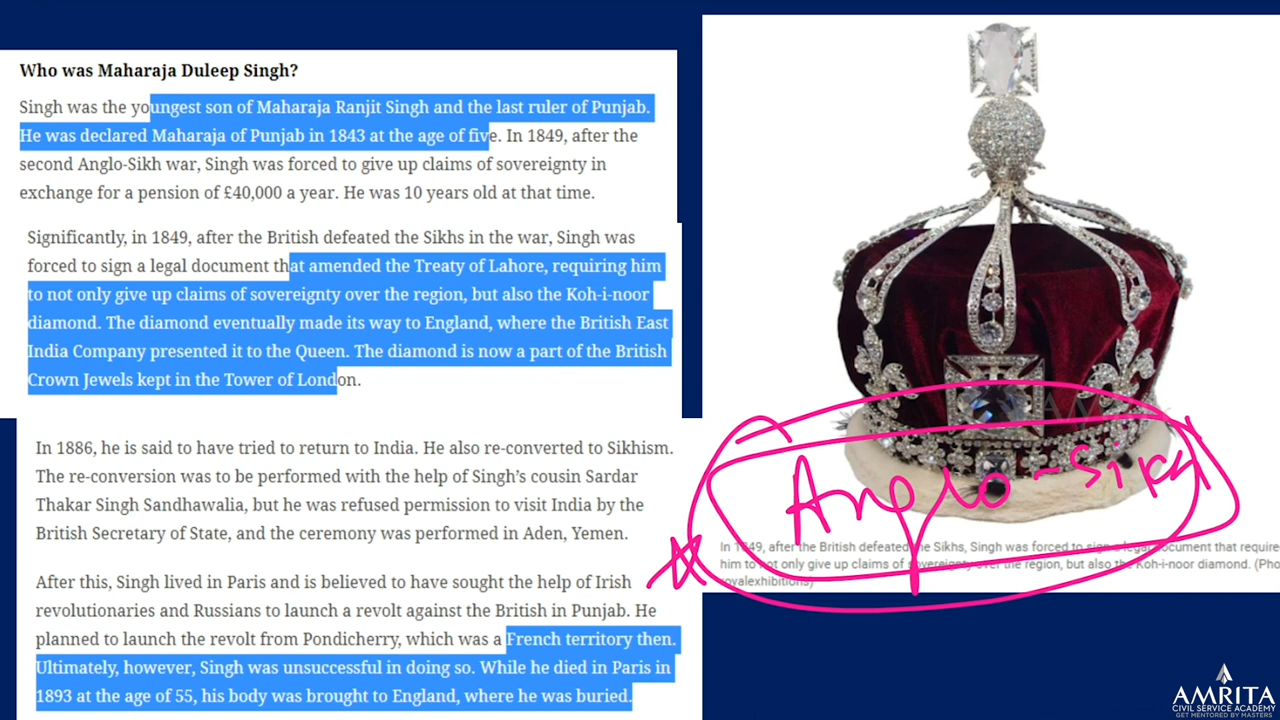 Who was Maharaja Duleep Singh?
Singh was the youngest son of Maharaja Ranjit Singh and the last ruler of Punjab.
He was declared Maharaja of Punjab in 1843 at the age of five. In 1849, after the
second Anglo-Sikh war, Singh was forced to give up claims of sovereignty in
exchange for a pension of £40,000 a year. He was 10 years old at that time.
Significantly, in 1849, after the British defeated the Sikhs in the war, Singh was
forced to sign a legal document that amended the Treaty of Lahore, requiring him
to not only give up claims of sovereignty over the region, but also the Koh-i-noor
diamond. The diamond eventually made its way to England, where the British East
India Company presented it to the Queen. The diamond is now a part of the British
Crown Jewels kept in the Tower of London.
In 1886, he is said to have tried to return to India. He also re-converted to Sikhism.
The re-conversion was to be performed with the help of Singh's cousin Sardar
Thakar Singh Sandhawalia, but he was refused permission to visit India by the
British Secretary of State, and the ceremony was performed in Aden, Yemen.
After this, Singh lived in Paris and is believed to have sought the help of Irish
revolutionaries and Russians to launch a revolt against the British in Punjab. He
planned to launch the revolt from Pondicherry, which was a French territory then.
Ultimately, however, Singh was unsuccessful in doing so. While he died in Paris in
1893 at the age of 55, his body was brought to England, where he was buried.
Anglo-Sikh
In 1849, after the British defeated the Sikhs, Singh was forced to sign a legal document that require
him to not only give up claims of sovereignty over the region, but also the Koh-i-noor diamond. (Pho
royalexhibitions)
AMRITA
CIVIL SERVICE ACADEMY
GET MENTORED BY MASTERS